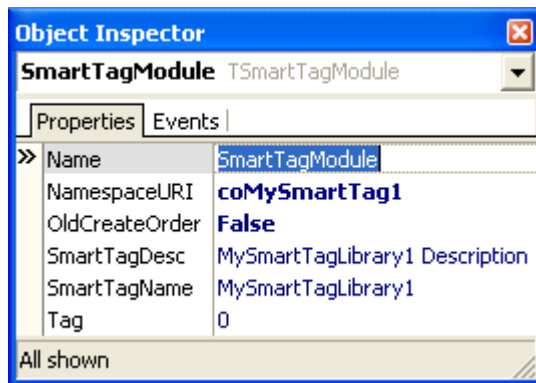 Object Inspector
SmartTagModule TSmartTagModule
Properties Events
Name SmartTagModule
NamespaceURI coMySmartTag1
OldCreateOrder False
SmartTagDesc MySmartTagLibrary1 Description
SmartTagName MySmartTagLibrary1
Tag 0
All shown